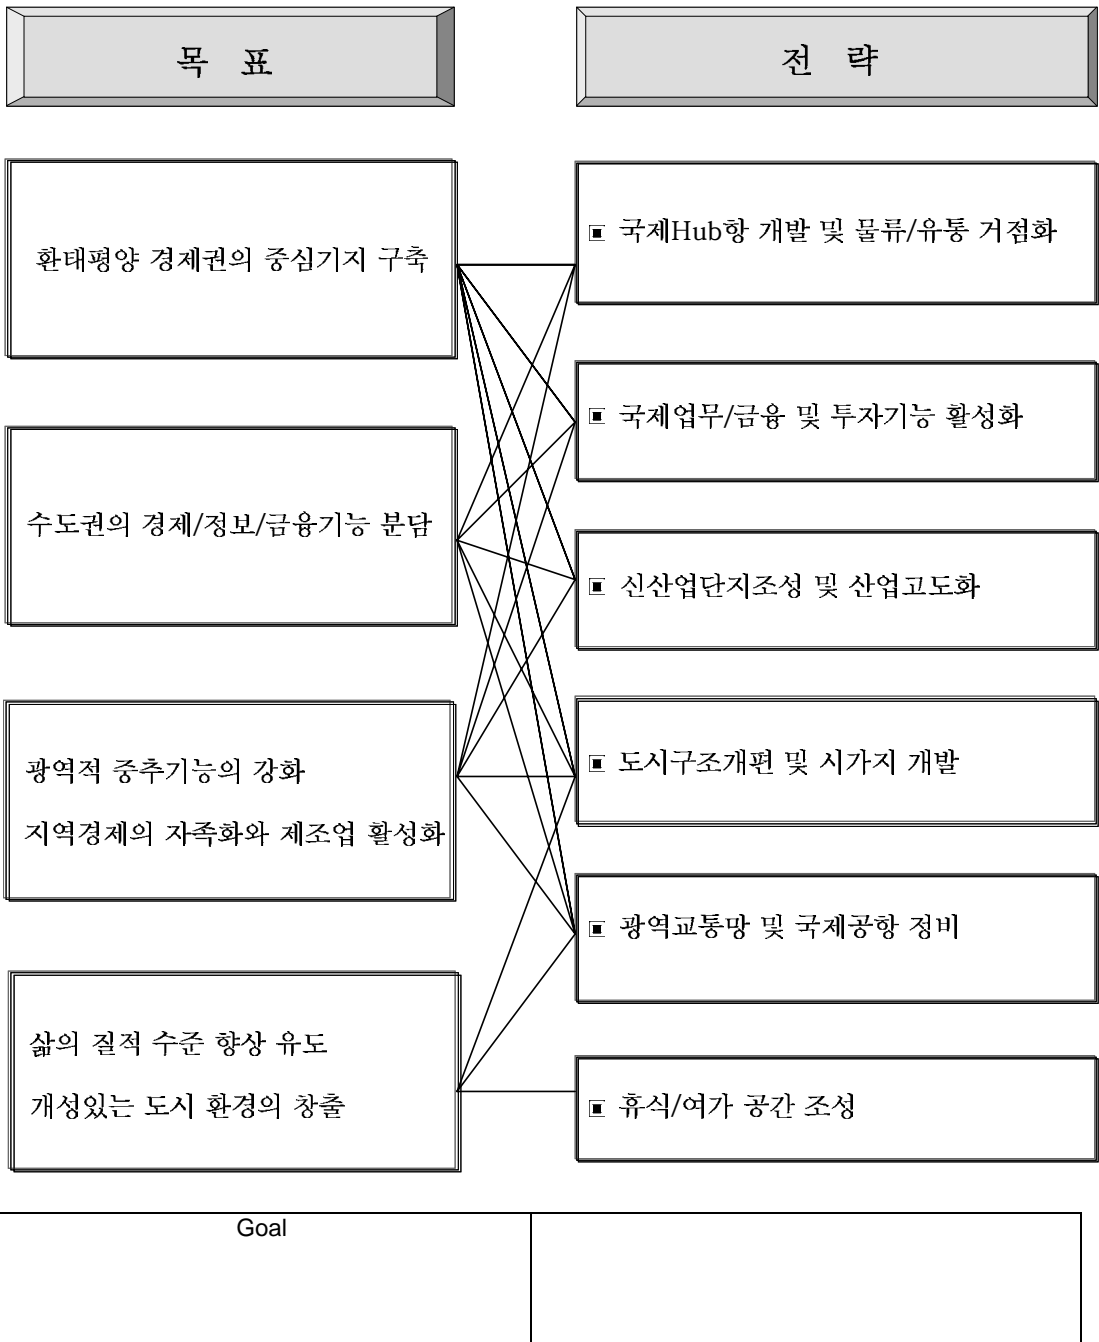 목 표
전 략
환태평양 경제권의 중심기지 구축
수도권의 경제/정보/금융기능 분담
광역적 중추기능의 강화
지역경제의 자족화와 제조업 활성화
삶의 질적 수준 향상 유도
개성있는 도시 환경의 창출
▣ 국제Hub항 개발 및 물류/유통 거점화
▣ 국제업무/금융 및 투자기능 활성화
▣ 신산업단지조성 및 산업고도화
▣ 도시구조개편 및 시가지 개발
▣ 광역교통망 및 국제공항 정비
▣ 휴식/여가 공간 조성
Goal